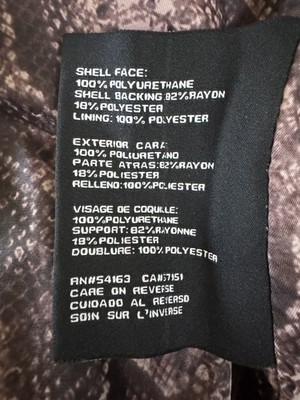 SHELL FACE:
100% POLYURETHANE
SHELL BACKING: 82% RAYON
18% POLYESTER
LINING: 100% POLYESTER
EXTERIOR CARA:
100% POLIURETANO
PARTE ATRAS: 82% RAYON
18% POLIESTER
RELLENO: 100% POLIESTER
VISAGE DE COQUILLE:
100% POLYURETHANE
SUPPORT: 82% RAYONNE
18% POLYESTER
DOUBLURE: 100% POLYESTER
RN#54163 CA#57151
CARE ON REVERSE
CUIDADO AL REVERSO
SOIN SUR L'INVERSE